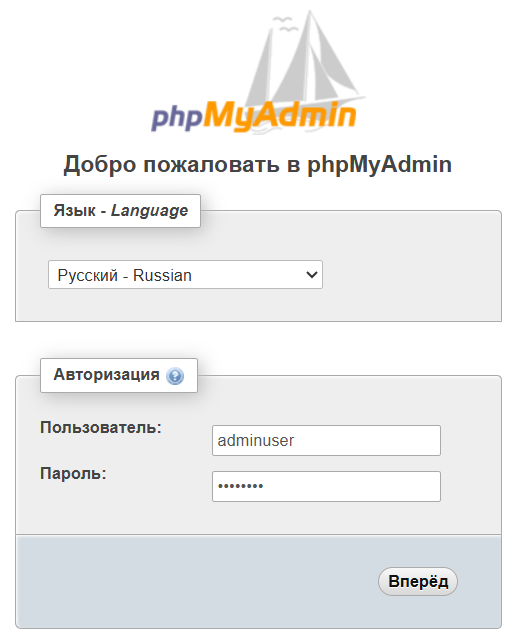 phpMyAdmin
Добро пожаловать в phpMyAdmin
Язык - Language
Русский - Russian
Авторизация
Пользователь: adminuser
Пароль: ••••••••
Вперёд